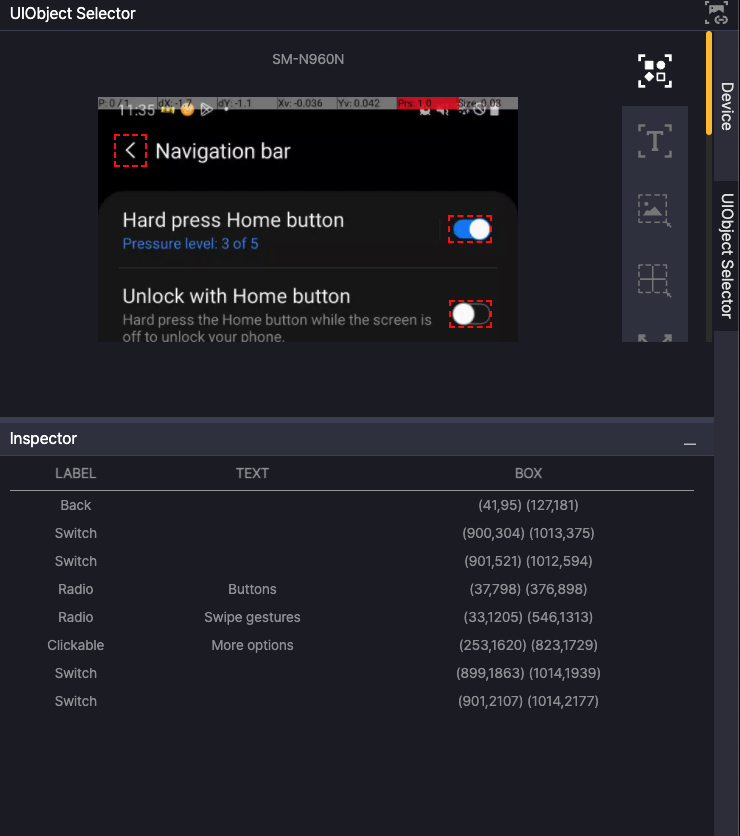 UIObject Selector
SM-N960N
P: 0 / 1 dX: -1.7 dY: -1.1 Xv: -0.036 Yv: 0.042 Prs: 1.0 Size: 0.03
11:35
Navigation bar
Hard press Home button
Pressure level: 3 of 5
Unlock with Home button
Hard press the Home button while the screen is
off to unlock your phone.
T
Device
UIObject Selector
Inspector
LABEL TEXT BOX
Back (41,95) (127,181)
Switch (900,304) (1013,375)
Switch (901,521) (1012,594)
Radio Buttons (37,798) (376,898)
Radio Swipe gestures (33,1205) (546,1313)
Clickable More options (253,1620) (823,1729)
Switch (899,1863) (1014,1939)
Switch (901,2107) (1014,2177)